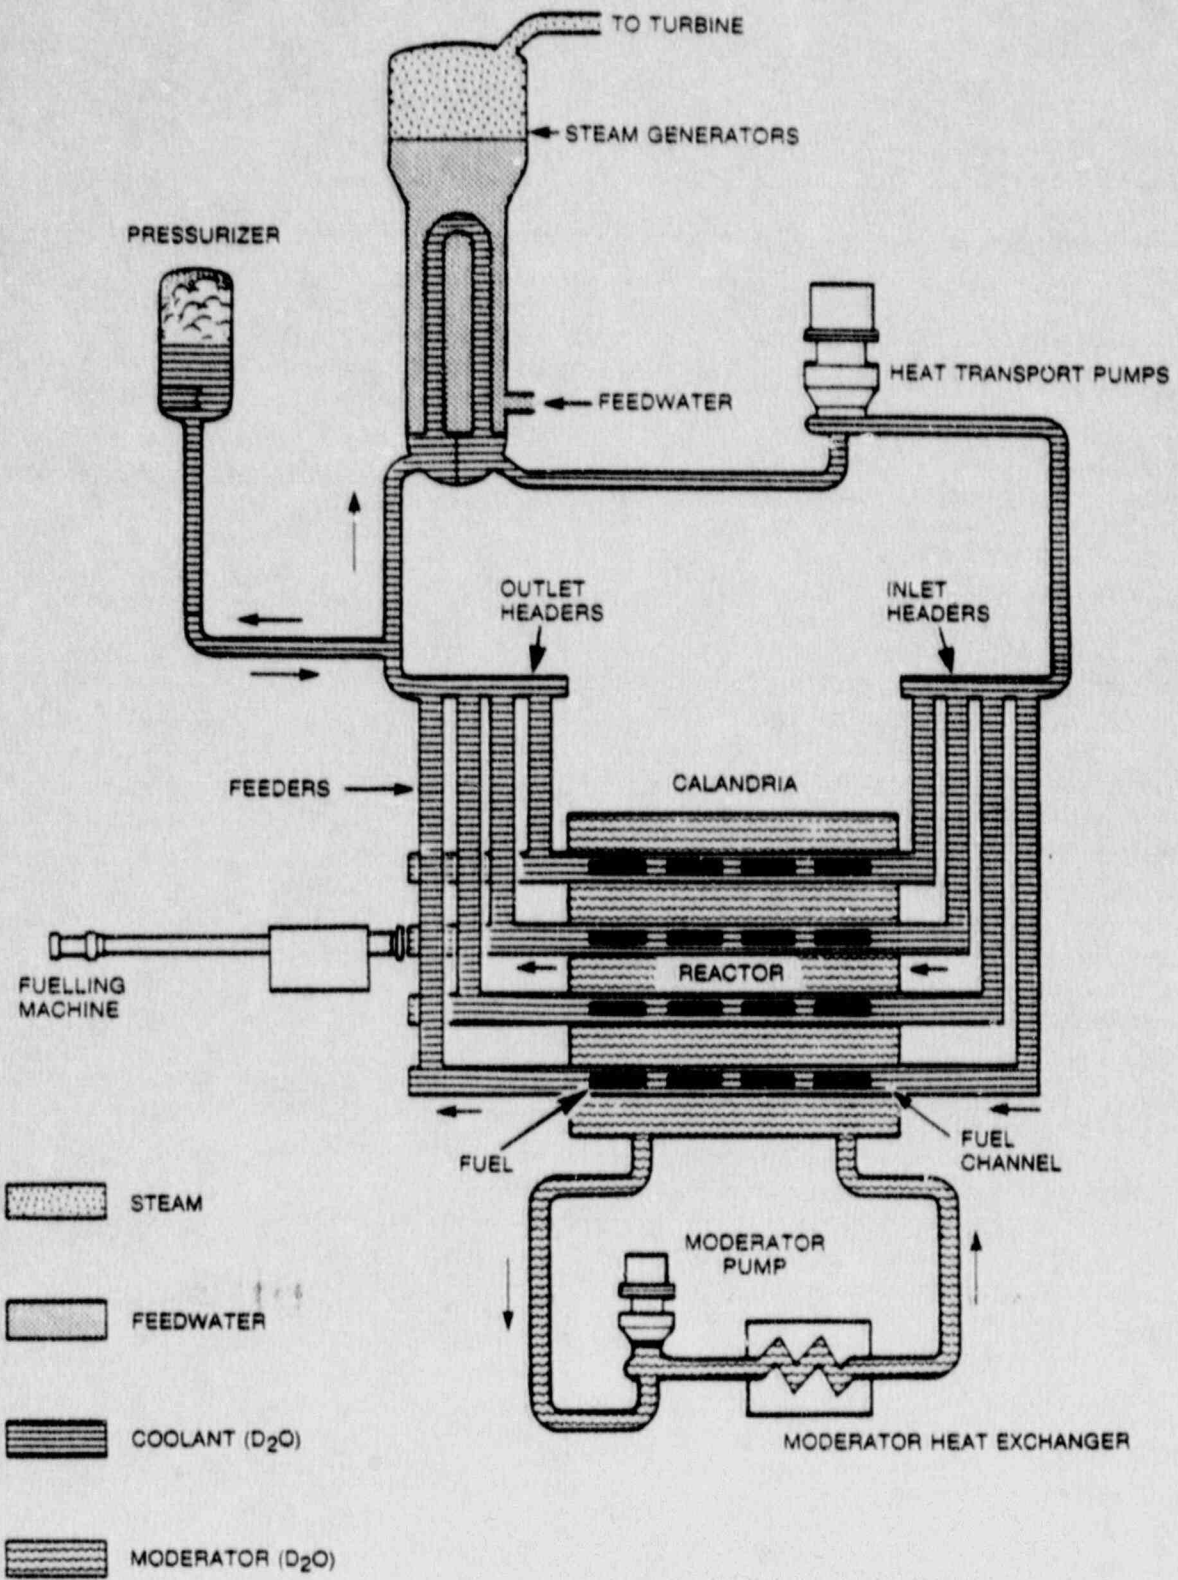 TO TURBINE
STEAM GENERATORS
PRESSURIZER
HEAT TRANSPORT PUMPS
FEEDWATER
OUTLET
HEADERS
INLET
HEADERS
FEEDERS
CALANDRIA
FUELLING
MACHINE
REACTOR
FUEL
FUEL
CHANNEL
STEAM
MODERATOR
PUMP
FEEDWATER
COOLANT (D₂O)
MODERATOR HEAT EXCHANGER
MODERATOR (D₂O)